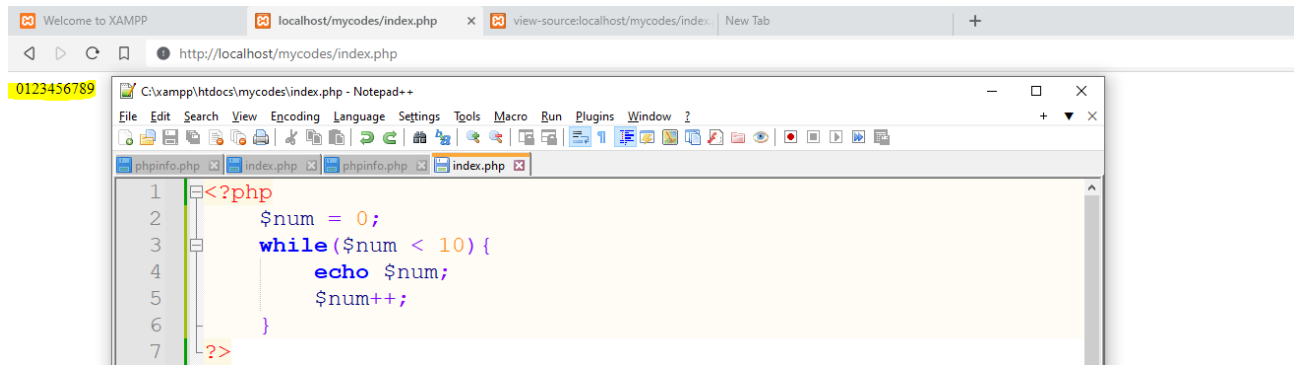 Welcome to XAMPP localhost/mycodes/index.php view-source:localhost/mycodes/index. New Tab
http://localhost/mycodes/index.php
0123456789
C:\xampp\htdocs\mycodes\index.php - Notepad++
File Edit Search View Encoding Language Settings Tools Macro Run Plugins Window ?
phpinfo.php index.php phpinfo.php index.php
1 <?php
2 $num = 0;
3 while($num < 10){
4 echo $num;
5 $num++;
6 }
7 ?>